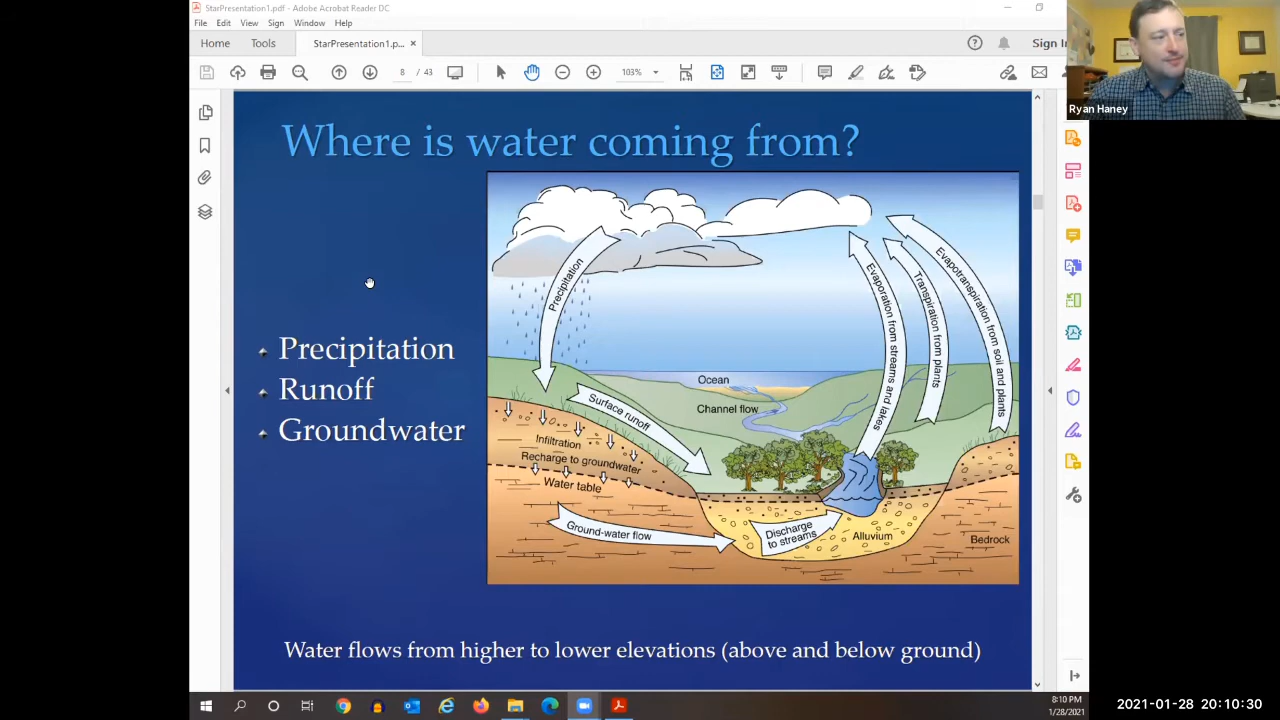 StarPresentation1.pdf - Adobe Acrobat Reader DC
File Edit View Sign Window Help
Home Tools StarPresentation1.p... × Sign In
8 / 43 103%
Ryan Haney
Where is water coming from?
Precipitation
Runoff
Groundwater
Precipitation
Evaporation from streams and lakes
Transpiration from plants
Evapotranspiration from soil and plants
Ocean
Channel flow
Surface runoff
Infiltration
Recharge to groundwater
Water table
Ground-water flow
Discharge
to streams
Alluvium
Bedrock
Water flows from higher to lower elevations (above and below ground)
8:10 PM
1/28/2021
2021-01-28 20:10:30